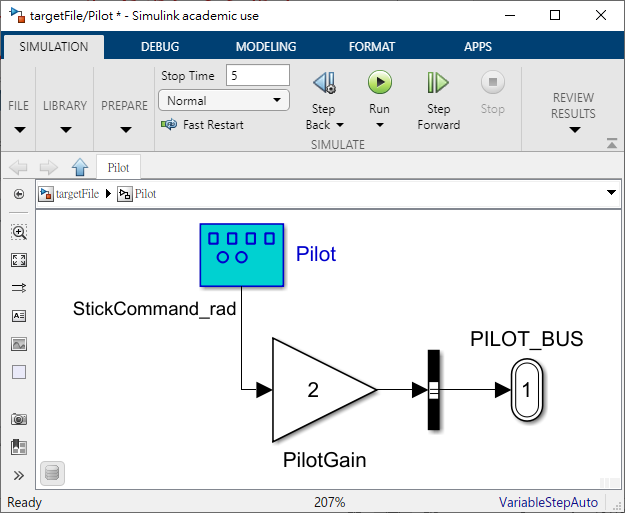 targetFile/Pilot * - Simulink academic use
SIMULATION DEBUG MODELING FORMAT APPS
FILE
LIBRARY
PREPARE
Stop Time 5
Normal
Fast Restart
Step
Back
Run
Step
Forward
Stop
SIMULATE
REVIEW
RESULTS
Pilot
targetFile Pilot
Pilot
StickCommand_rad
2
PilotGain
PILOT_BUS
1
Ready 207% VariableStepAuto